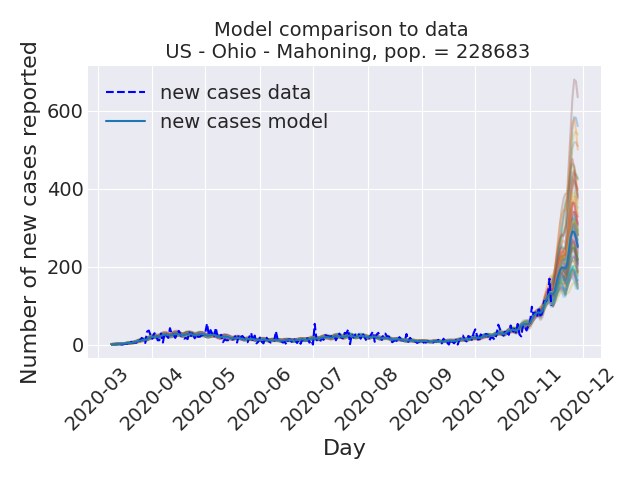 Model comparison to data
US - Ohio - Mahoning, pop. = 228683
new cases data
new cases model
Number of new cases reported
600
400
200
0
2020-03
2020-04
2020-05
2020-06
2020-07
2020-08
2020-09
2020-10
2020-11
2020-12
Day